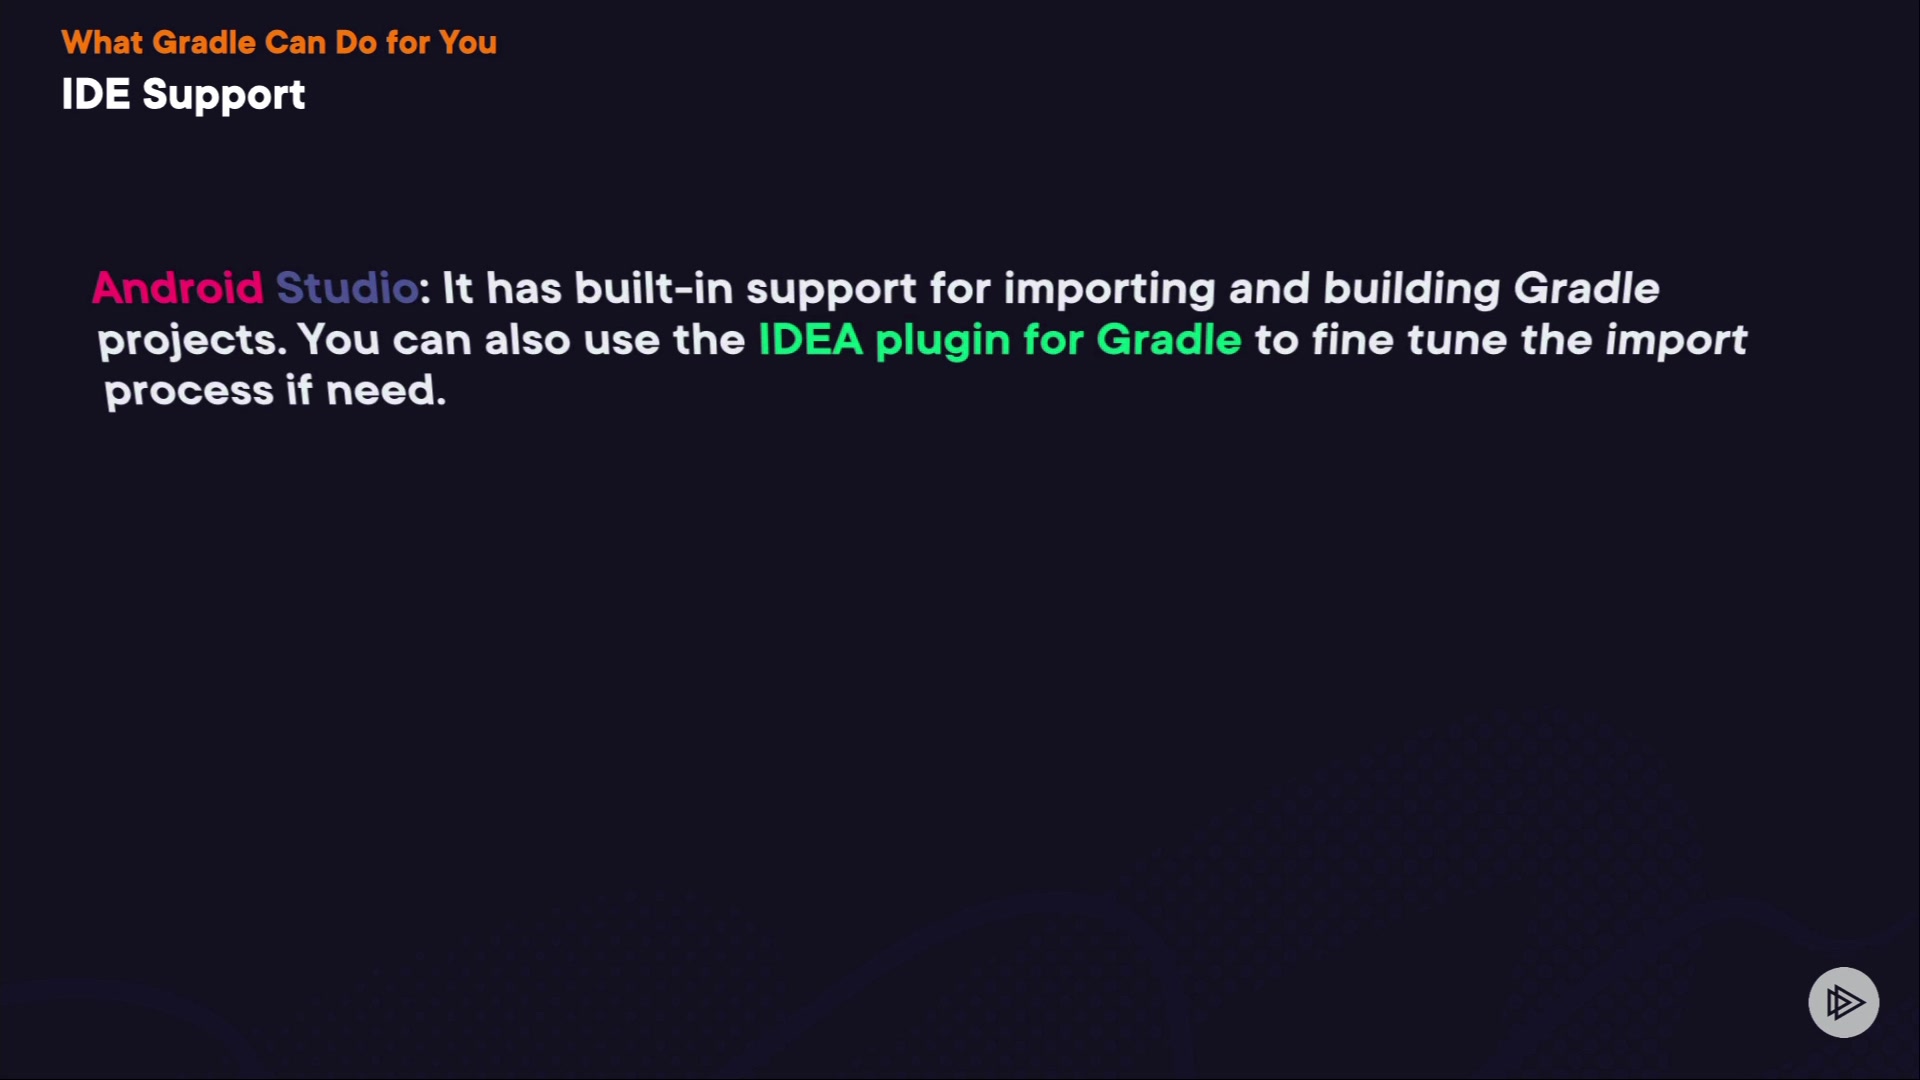 What Gradle Can Do for You
IDE Support
Android Studio: It has built-in support for importing and building Gradle
projects. You can also use the IDEA plugin for Gradle to fine tune the import
process if need.